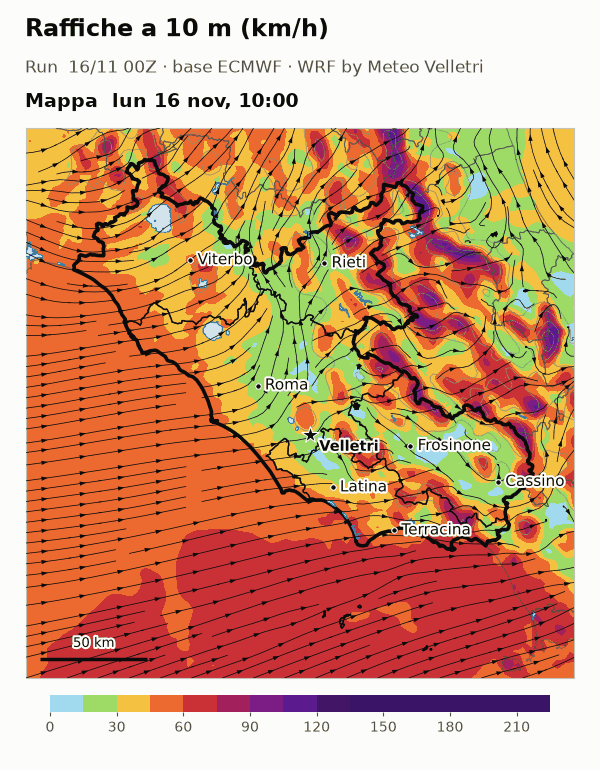 Raffiche a 10 m (km/h)
Run  16/11 00Z · base ECMWF · WRF by Meteo Velletri
Mappa  lun 16 nov, 10:00
Viterbo
Rieti
Roma
Velletri
Frosinone
Cassino
Latina
Terracina
50 km
0 30 60 90 120 150 180 210